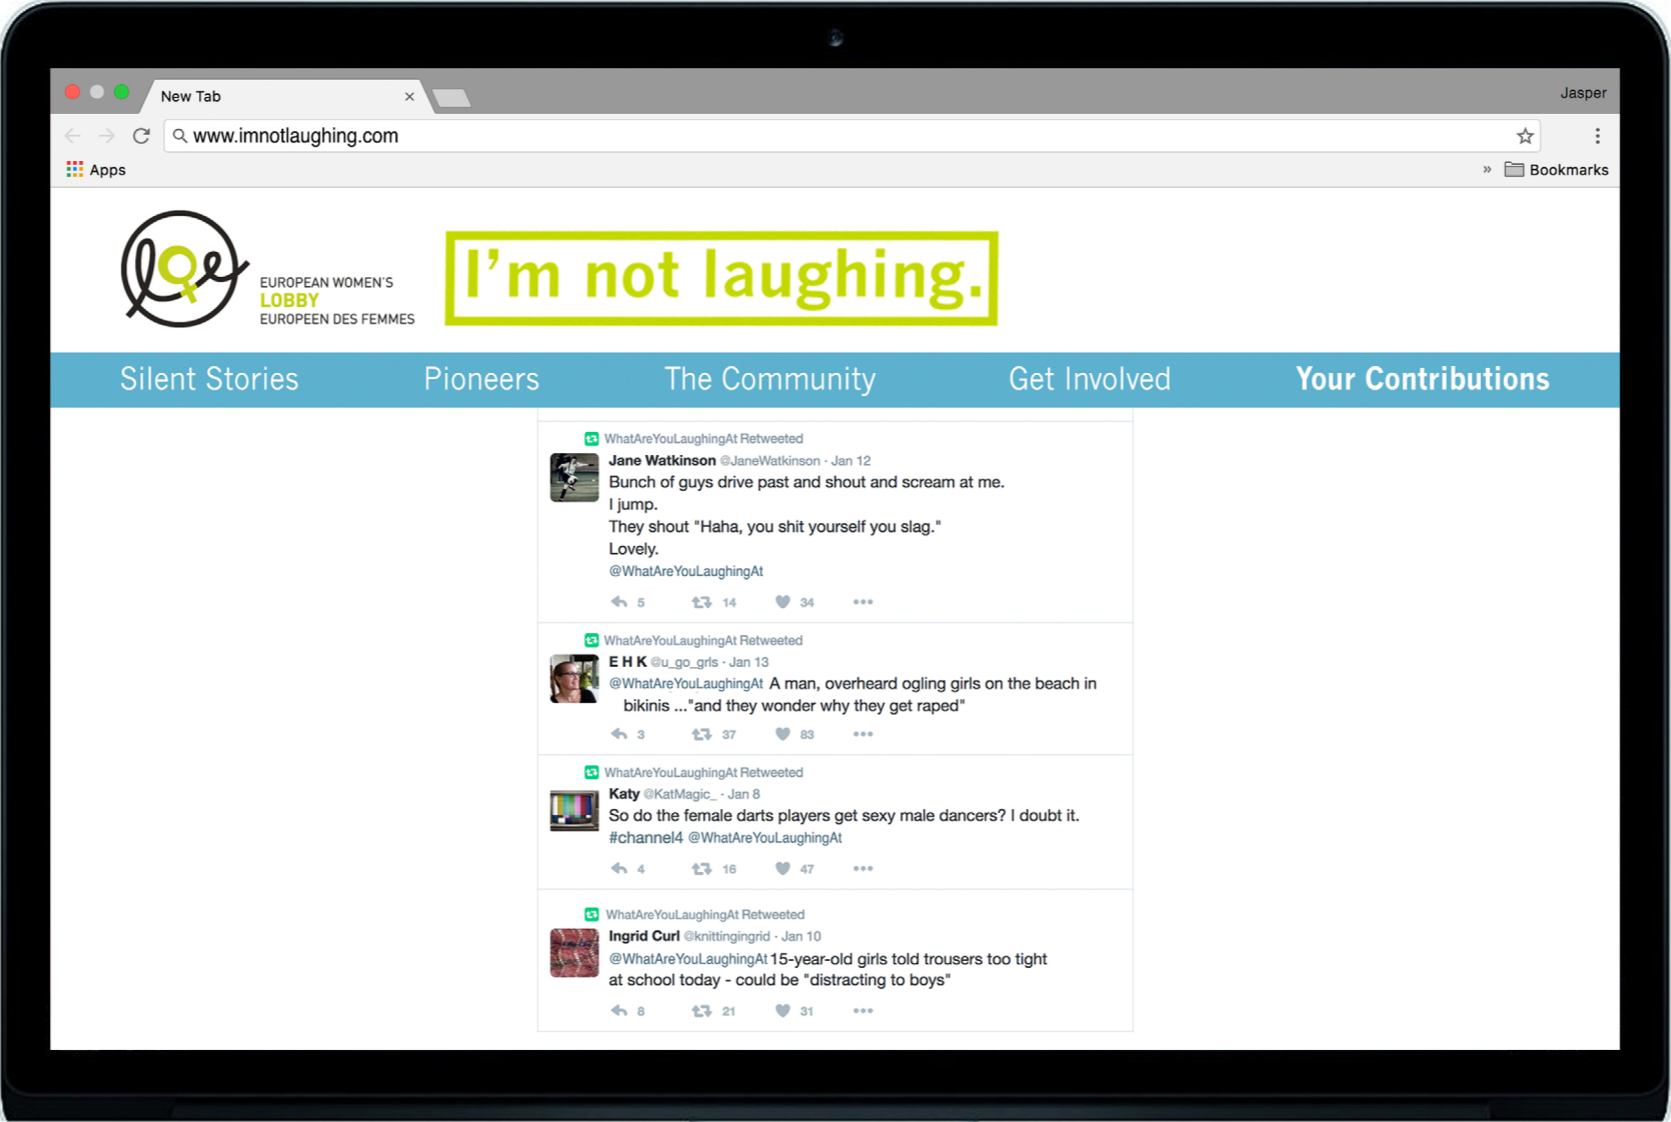 New Tab
Jasper
www.imnotlaughing.com
Apps
» Bookmarks
loe
EUROPEAN WOMEN'S
LOBBY
EUROPEEN DES FEMMES
I'm not laughing.
Silent Stories Pioneers The Community Get Involved Your Contributions
WhatAreYouLaughingAt Retweeted
Jane Watkinson @JaneWatkinson · Jan 12
Bunch of guys drive past and shout and scream at me.
I jump.
They shout "Haha, you shit yourself you slag."
Lovely.
@WhatAreYouLaughingAt
5 14 34
WhatAreYouLaughingAt Retweeted
E H K @u_go_grls · Jan 13
@WhatAreYouLaughingAt A man, overheard ogling girls on the beach in
bikinis ..."and they wonder why they get raped"
3 37 83
WhatAreYouLaughingAt Retweeted
Katy @KatMagic_ · Jan 8
So do the female darts players get sexy male dancers? I doubt it.
#channel4 @WhatAreYouLaughingAt
4 16 47
WhatAreYouLaughingAt Retweeted
Ingrid Curl @knittingingrid · Jan 10
@WhatAreYouLaughingAt 15-year-old girls told trousers too tight
at school today - could be "distracting to boys"
8 21 31